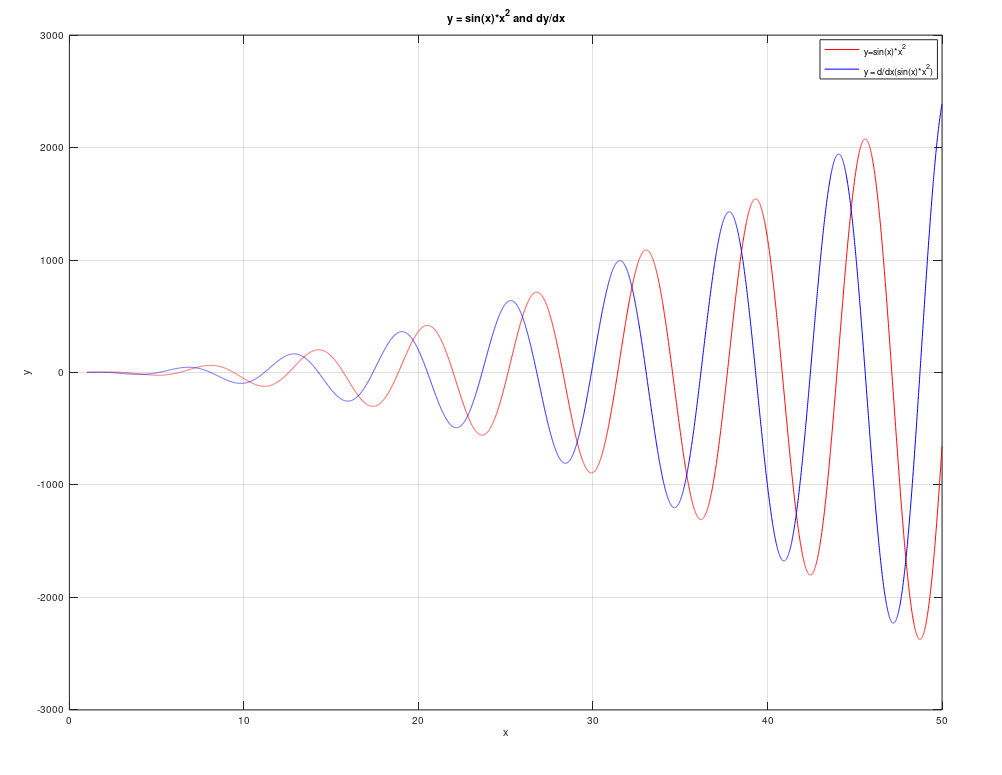 y = sin(x)*x² and dy/dx
3000
y=sin(x)*x²
y = d/dx(sin(x)*x²)
2000
1000
y
0
-1000
-2000
-3000
0 10 20 30 40 50
x